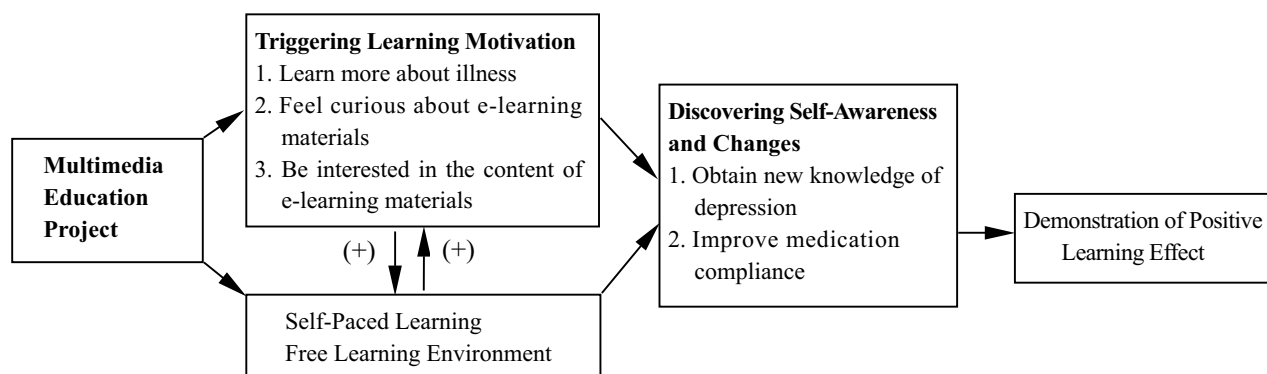 Multimedia
Education
Project
Triggering Learning Motivation
1. Learn more about illness
2. Feel curious about e-learning
materials
3. Be interested in the content of
e-learning materials
(+)
(+)
Self-Paced Learning
Free Learning Environment
Discovering Self-Awareness
and Changes
1. Obtain new knowledge of
depression
2. Improve medication
compliance
Demonstration of Positive
Learning Effect